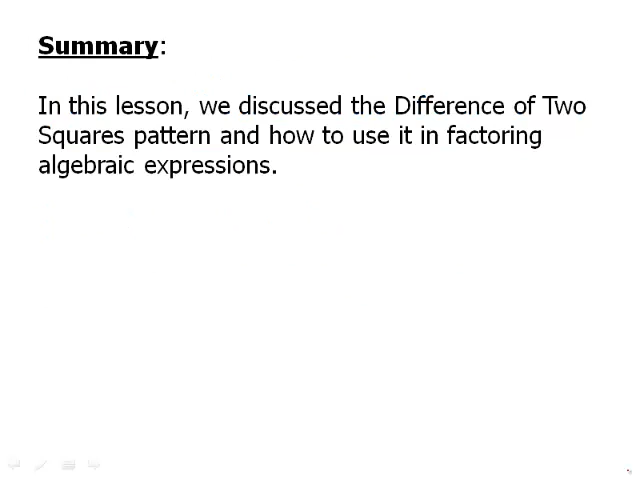 Summary:
In this lesson, we discussed the Difference of Two
Squares pattern and how to use it in factoring
algebraic expressions.